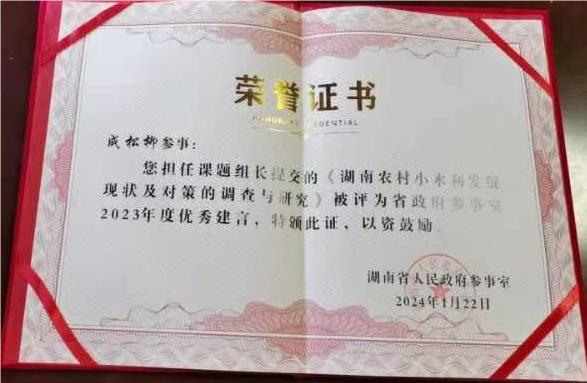 荣誉证书
HONOR CREDENTIAL
成松柳参事：
您担任课题组长提交的《湖南农村小水利发展
现状及对策的调查与研究》被评为省政府参事室
2023年度优秀建言，特颁此证，以资鼓励
湖南省人民政府参事室
2024年1月22日